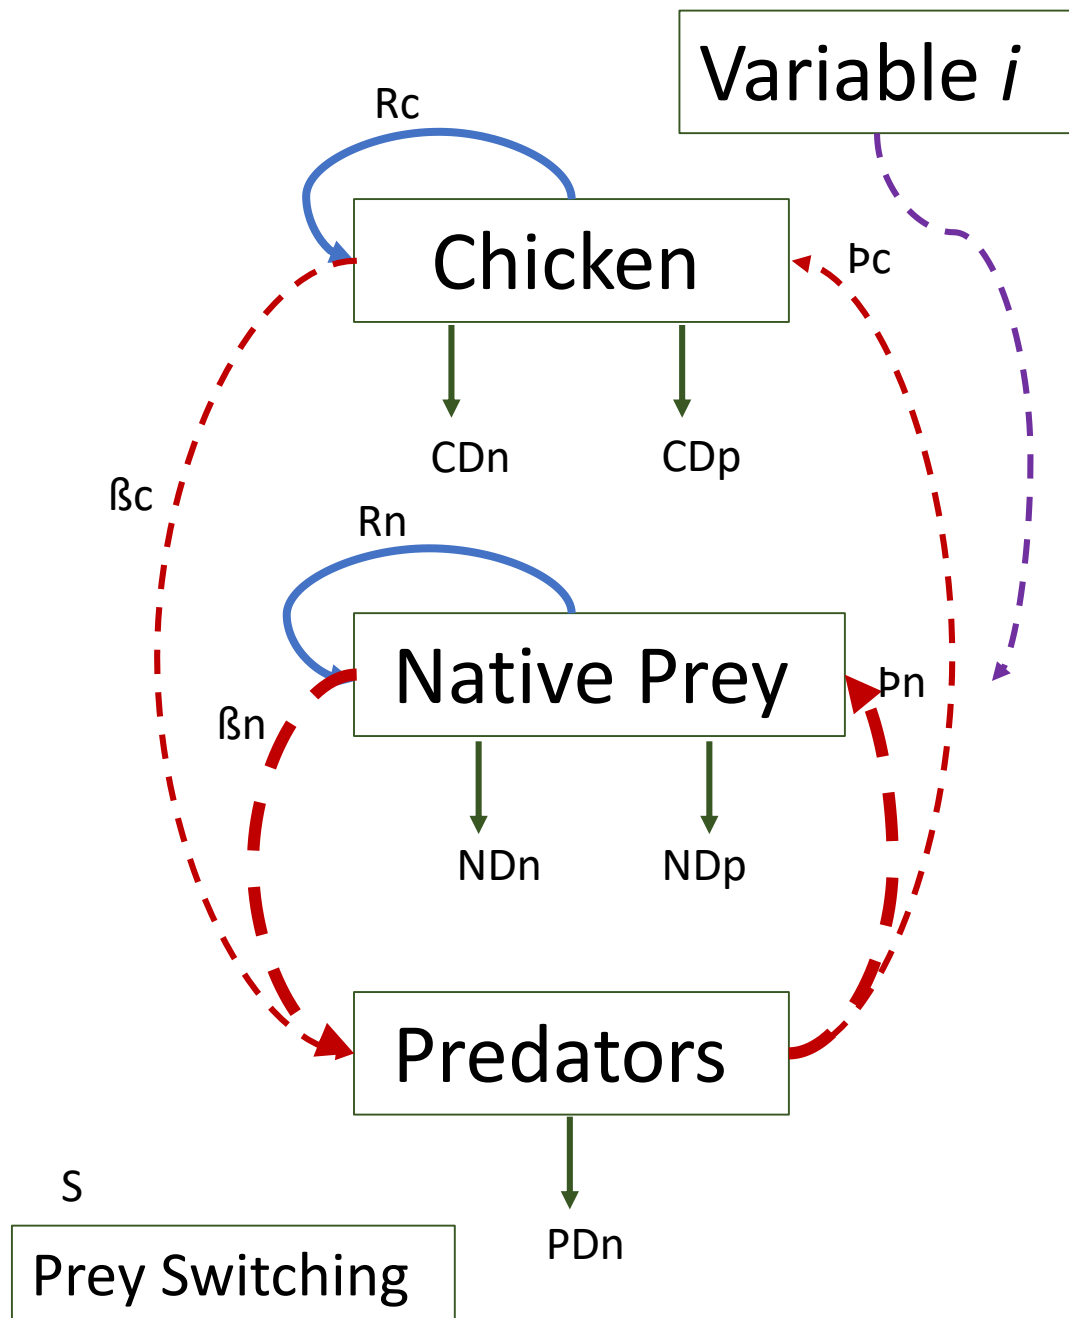 Variable i
Rc
Chicken
Þc
CDn
CDp
ßc
Rn
Native Prey
Þn
ßn
NDn
NDp
Predators
S
PDn
Prey Switching